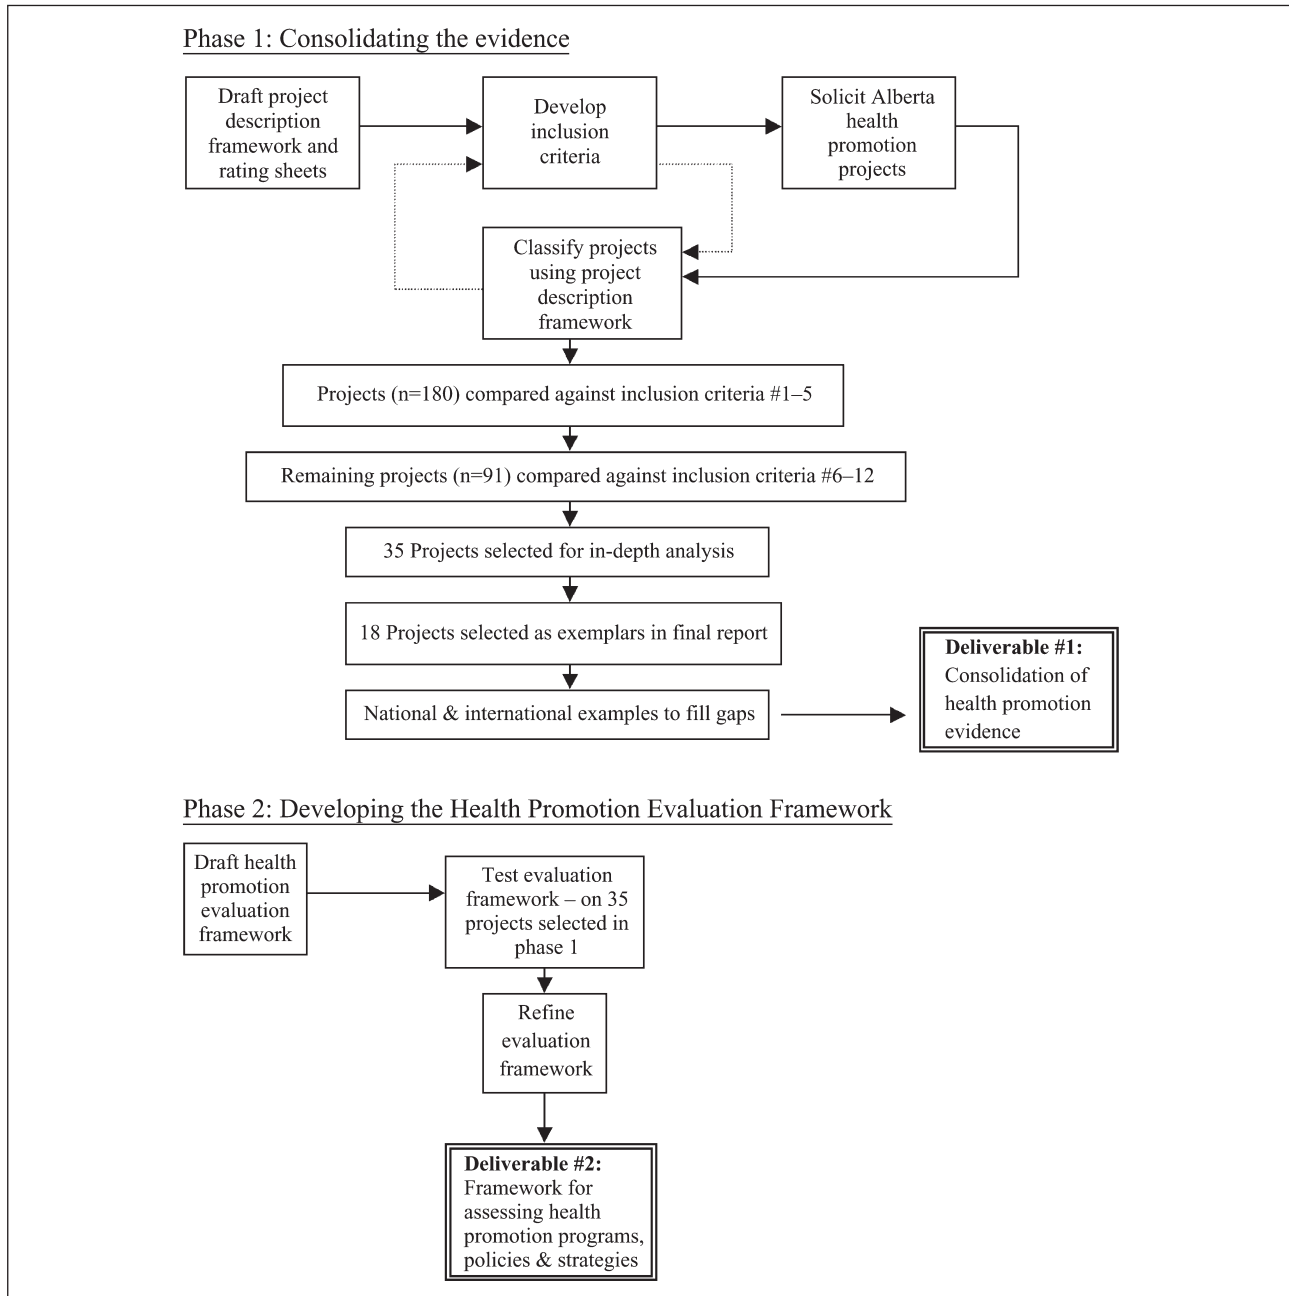 Phase 1: Consolidating the evidence
Draft project
description
framework and
rating sheets
Develop
inclusion
criteria
Solicit Alberta
health
promotion
projects
Classify projects
using project
description
framework
Projects (n=180) compared against inclusion criteria #1–5
Remaining projects (n=91) compared against inclusion criteria #6–12
35 Projects selected for in-depth analysis
18 Projects selected as exemplars in final report
National & international examples to fill gaps
Deliverable #1:
Consolidation of
health promotion
evidence
Phase 2: Developing the Health Promotion Evaluation Framework
Draft health
promotion
evaluation
framework
Test evaluation
framework – on 35
projects selected in
phase 1
Refine
evaluation
framework
Deliverable #2:
Framework for
assessing health
promotion programs,
policies & strategies